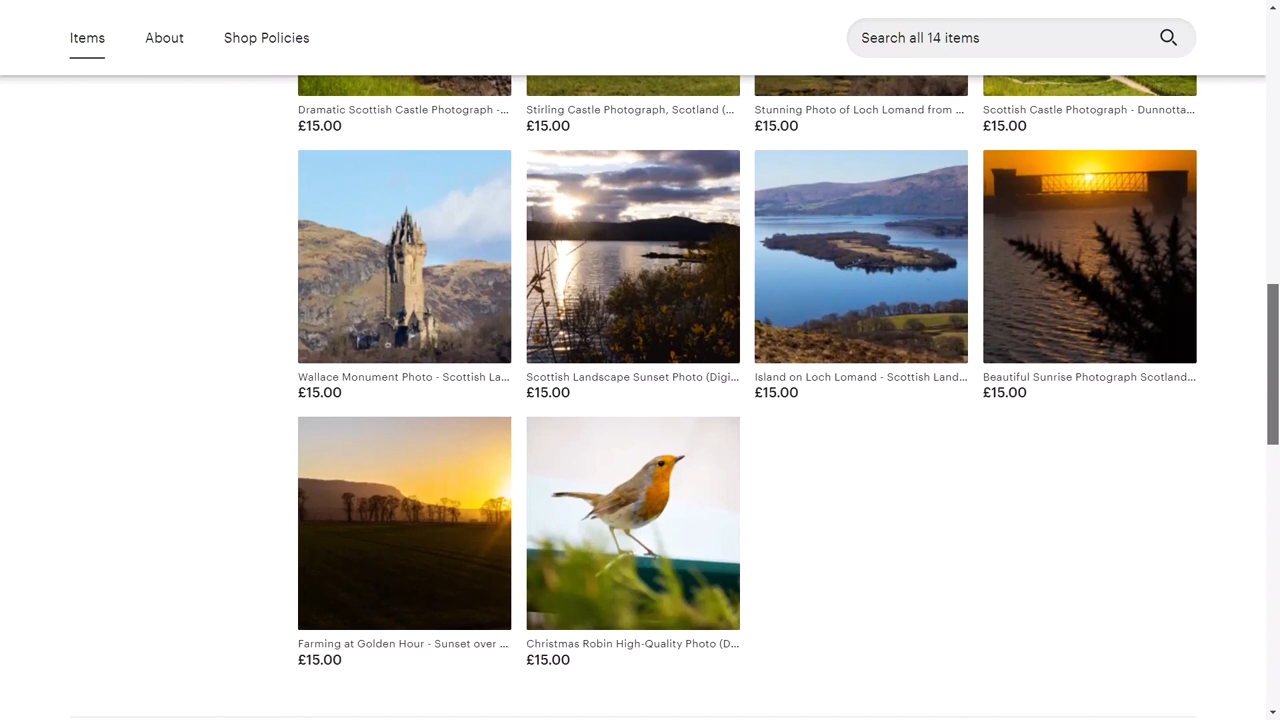 Items About Shop Policies Search all 14 items
Dramatic Scottish Castle Photograph -... Stirling Castle Photograph, Scotland (... Stunning Photo of Loch Lomand from ... Scottish Castle Photograph - Dunnotta...
£15.00 £15.00 £15.00 £15.00
Wallace Monument Photo - Scottish La... Scottish Landscape Sunset Photo (Digi... Island on Loch Lomand - Scottish Land... Beautiful Sunrise Photograph Scotland...
£15.00 £15.00 £15.00 £15.00
Farming at Golden Hour - Sunset over ... Christmas Robin High-Quality Photo (D...
£15.00 £15.00